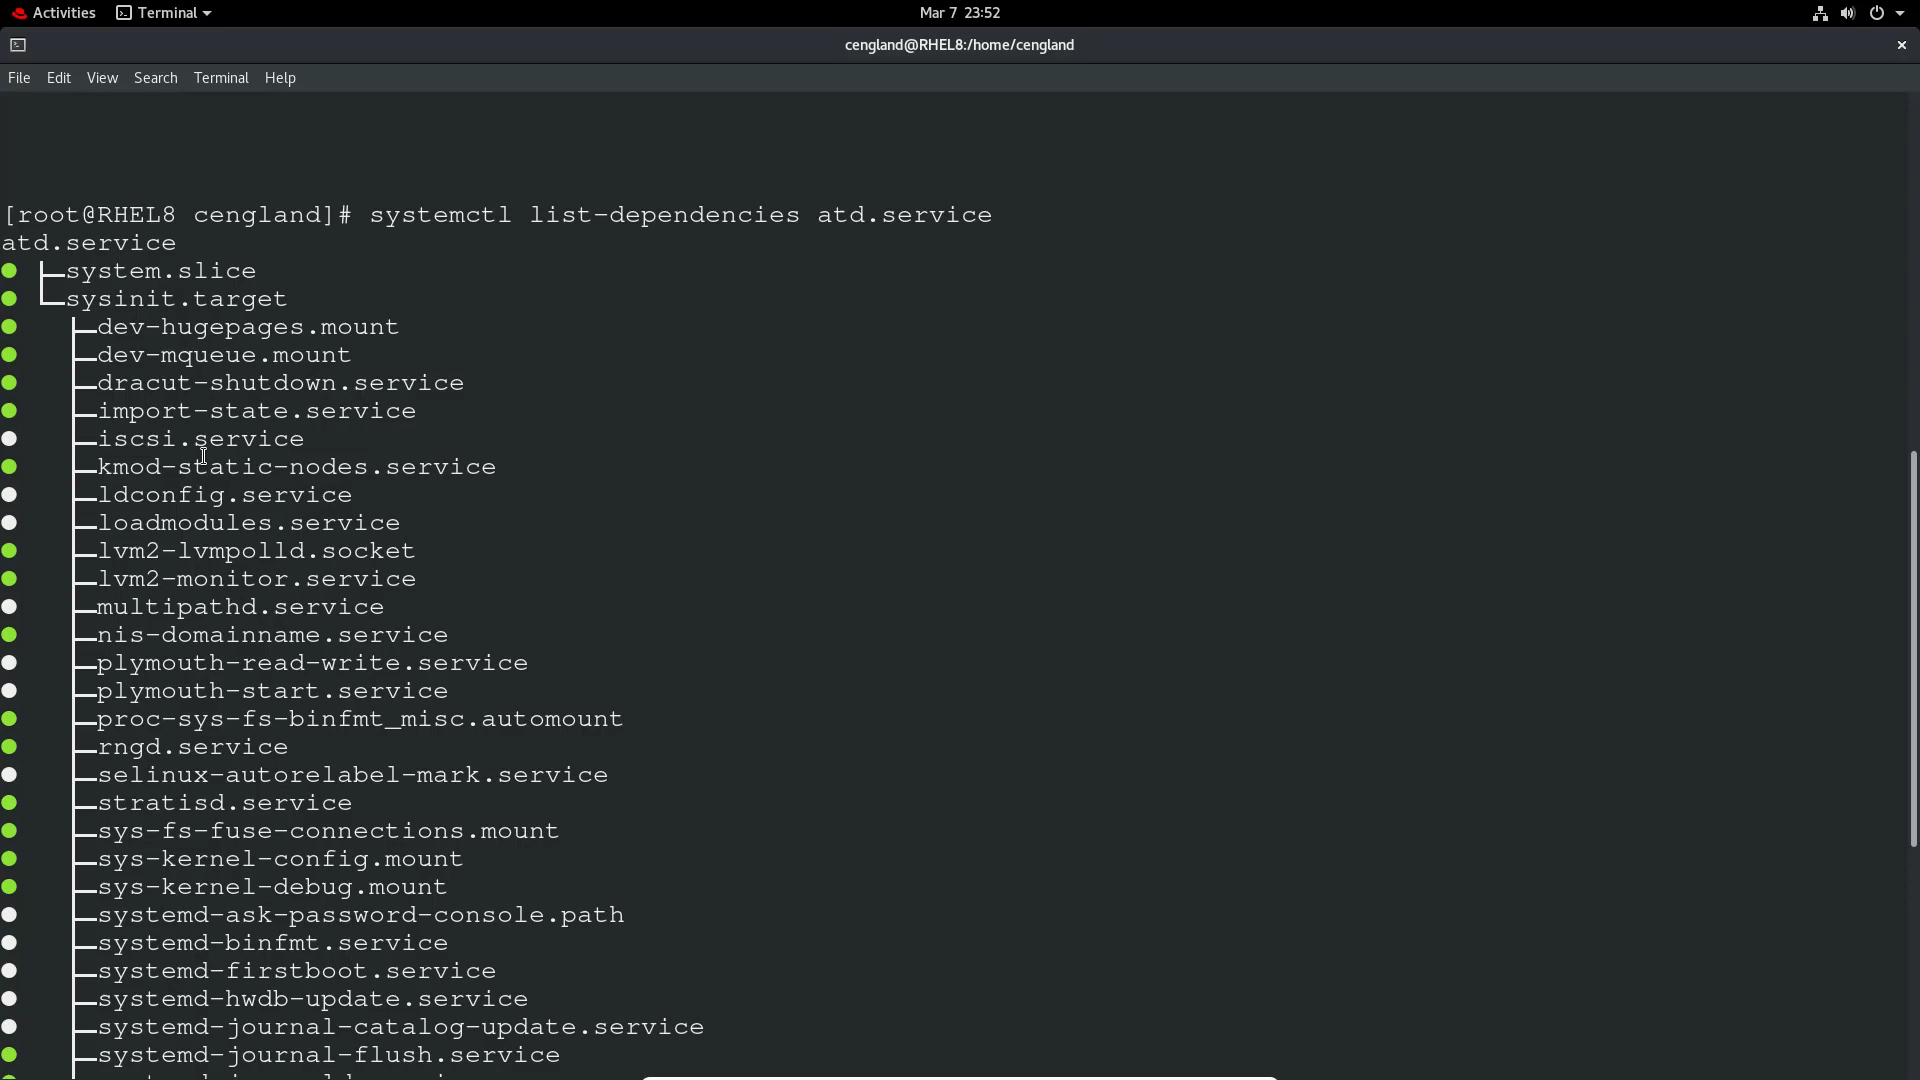 Activities
Terminal
Mar 7 23:52
cengland@RHEL8:/home/cengland
×
File Edit View Search Terminal Help
[root@RHEL8 cengland]# systemctl list-dependencies atd.service
atd.service
● ├─system.slice
● └─sysinit.target
●   ├─dev-hugepages.mount
●   ├─dev-mqueue.mount
●   ├─dracut-shutdown.service
●   ├─import-state.service
●   ├─iscsi.service
●   ├─kmod-static-nodes.service
●   ├─ldconfig.service
●   ├─loadmodules.service
●   ├─lvm2-lvmpolld.socket
●   ├─lvm2-monitor.service
●   ├─multipathd.service
●   ├─nis-domainname.service
●   ├─plymouth-read-write.service
●   ├─plymouth-start.service
●   ├─proc-sys-fs-binfmt_misc.automount
●   ├─rngd.service
●   ├─selinux-autorelabel-mark.service
●   ├─stratisd.service
●   ├─sys-fs-fuse-connections.mount
●   ├─sys-kernel-config.mount
●   ├─sys-kernel-debug.mount
●   ├─systemd-ask-password-console.path
●   ├─systemd-binfmt.service
●   ├─systemd-firstboot.service
●   ├─systemd-hwdb-update.service
●   ├─systemd-journal-catalog-update.service
●   ├─systemd-journal-flush.service